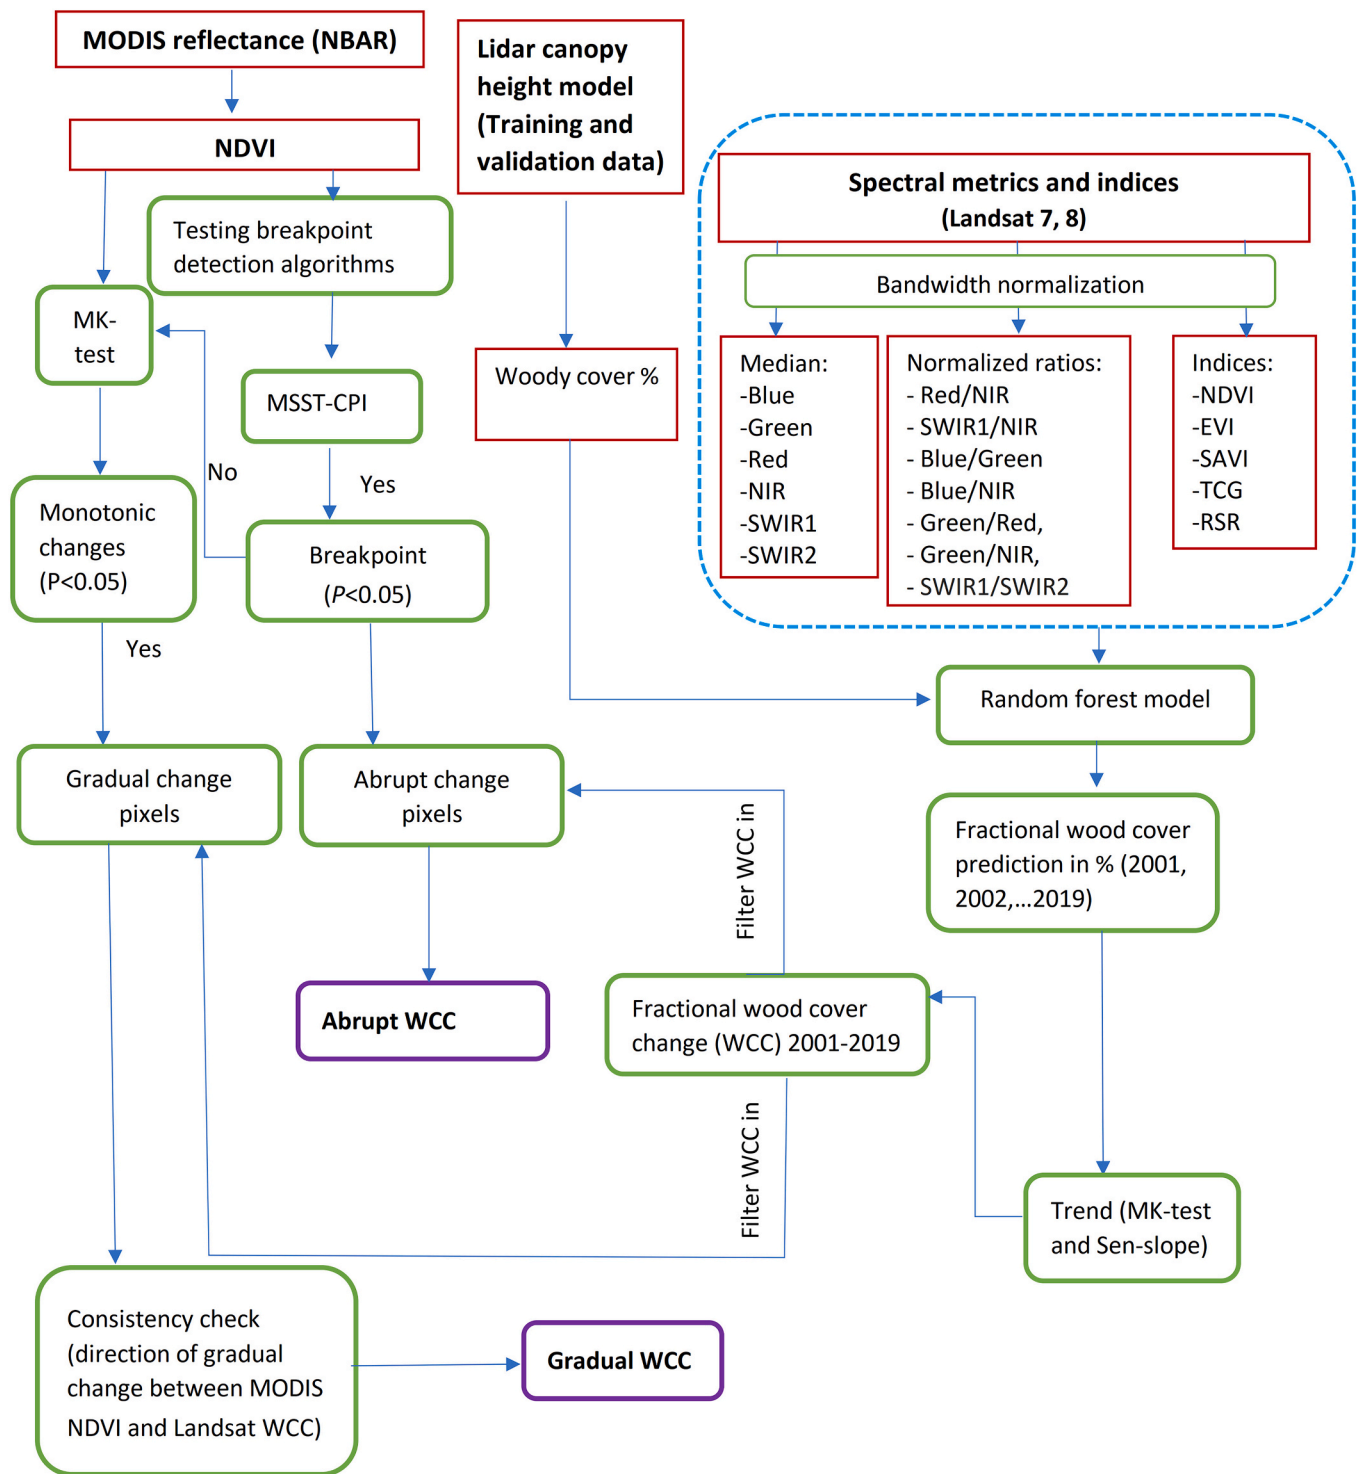 MODIS reflectance (NBAR)
NDVI
Testing breakpoint
detection algorithms
MK-
test
MSST-CPI
No
Yes
Monotonic
changes
(P<0.05)
Breakpoint
(P<0.05)
Yes
Gradual change
pixels
Abrupt change
pixels
Abrupt WCC
Lidar canopy
height model
(Training and
validation data)
Woody cover %
Spectral metrics and indices
(Landsat 7, 8)
Bandwidth normalization
Median:
-Blue
-Green
-Red
-NIR
-SWIR1
-SWIR2
Normalized ratios:
- Red/NIR
- SWIR1/NIR
- Blue/Green
- Blue/NIR
- Green/Red,
- Green/NIR,
- SWIR1/SWIR2
Indices:
-NDVI
-EVI
-SAVI
-TCG
-RSR
Random forest model
Fractional wood cover
prediction in % (2001,
2002,...2019)
Trend (MK-test
and Sen-slope)
Fractional wood cover
change (WCC) 2001-2019
Filter WCC in
Filter WCC in
Consistency check
(direction of gradual
change between MODIS
NDVI and Landsat WCC)
Gradual WCC